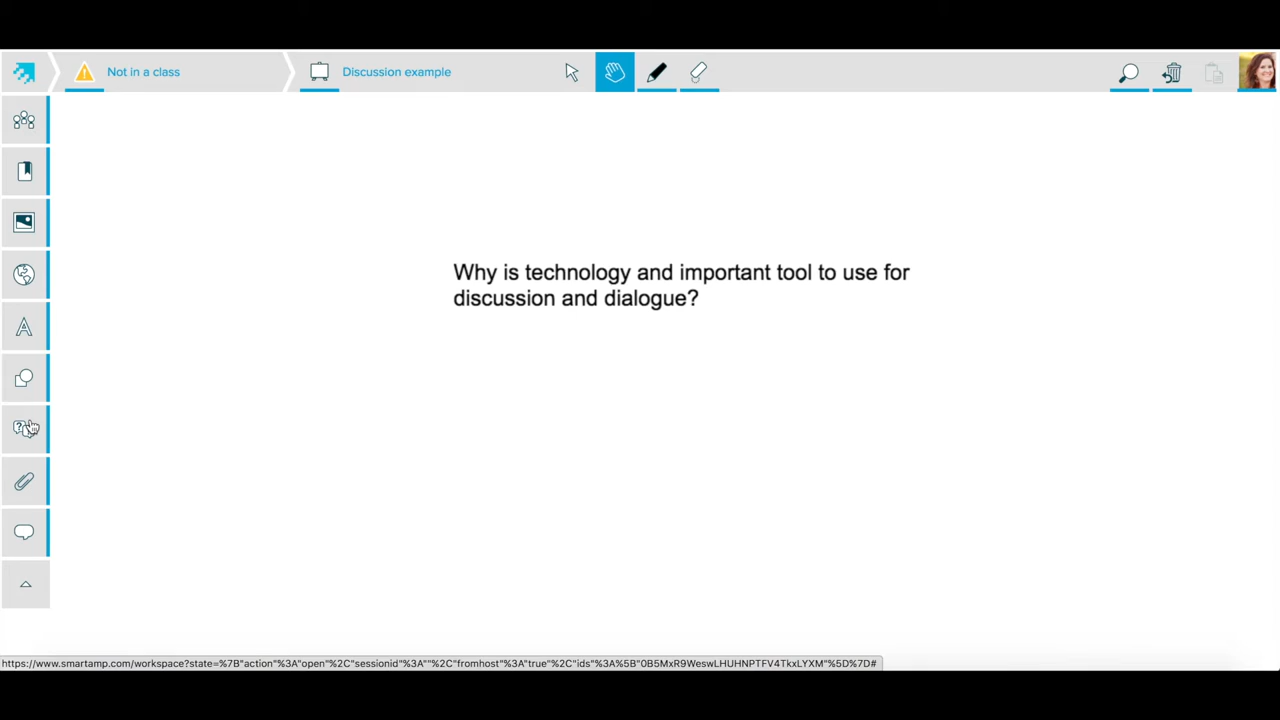 Not in a class
Discussion example
Why is technology and important tool to use for
discussion and dialogue?
https://www.smartamp.com/workspace?state=%7B"action"%3A"open"%2C"sessionid"%3A""%2C"fromhost"%3A"true"%2C"ids"%3A%5B"0B5MxR9WeswLHUHNPTFV4TkxLYXM"%5D%7D#